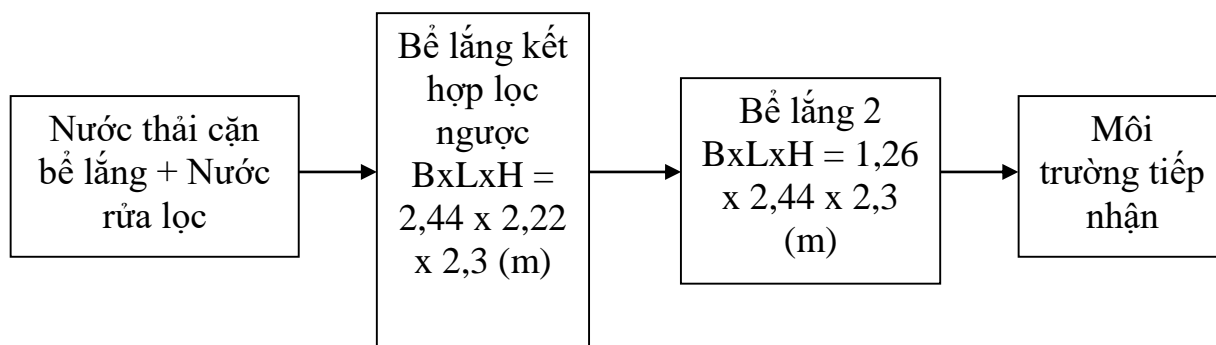 Nước thải cặn
bể lắng + Nước
rửa lọc
Bể lắng kết
hợp lọc
ngược
BxLxH =
2,44 x 2,22
x 2,3 (m)
Bể lắng 2
BxLxH = 1,26
x 2,44 x 2,3
(m)
Môi
trường tiếp
nhận